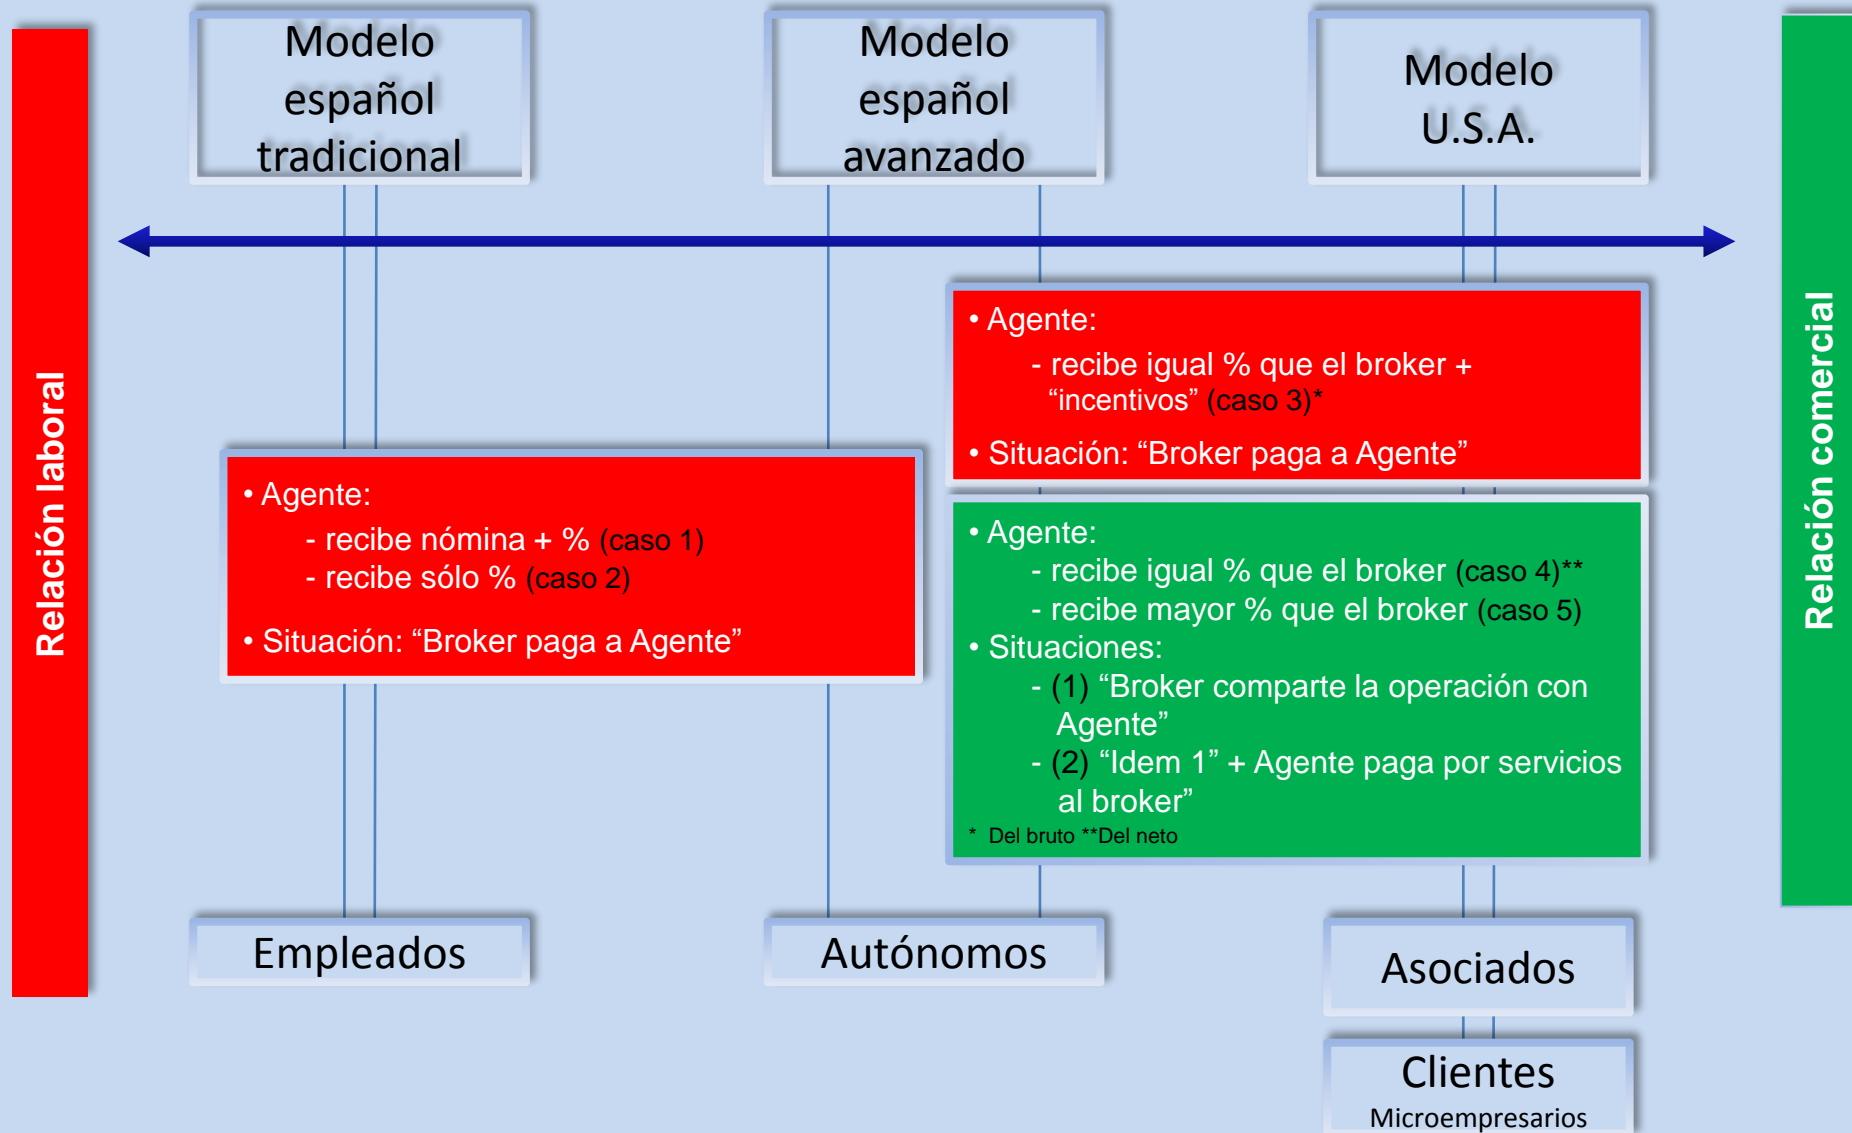 Modelo
español
tradicional
Modelo
español
avanzado
Modelo
U.S.A.
Relación laboral
Relación comercial
• Agente:
- recibe igual % que el broker +
“incentivos” (caso 3)*
• Situación: “Broker paga a Agente”
• Agente:
- recibe nómina + % (caso 1)
- recibe sólo % (caso 2)
• Situación: “Broker paga a Agente”
• Agente:
- recibe igual % que el broker (caso 4)**
- recibe mayor % que el broker (caso 5)
• Situaciones:
- (1) “Broker comparte la operación con
Agente”
- (2) “Idem 1” + Agente paga por servicios
al broker”
* Del bruto **Del neto
Empleados
Autónomos
Asociados
Clientes
Microempresarios